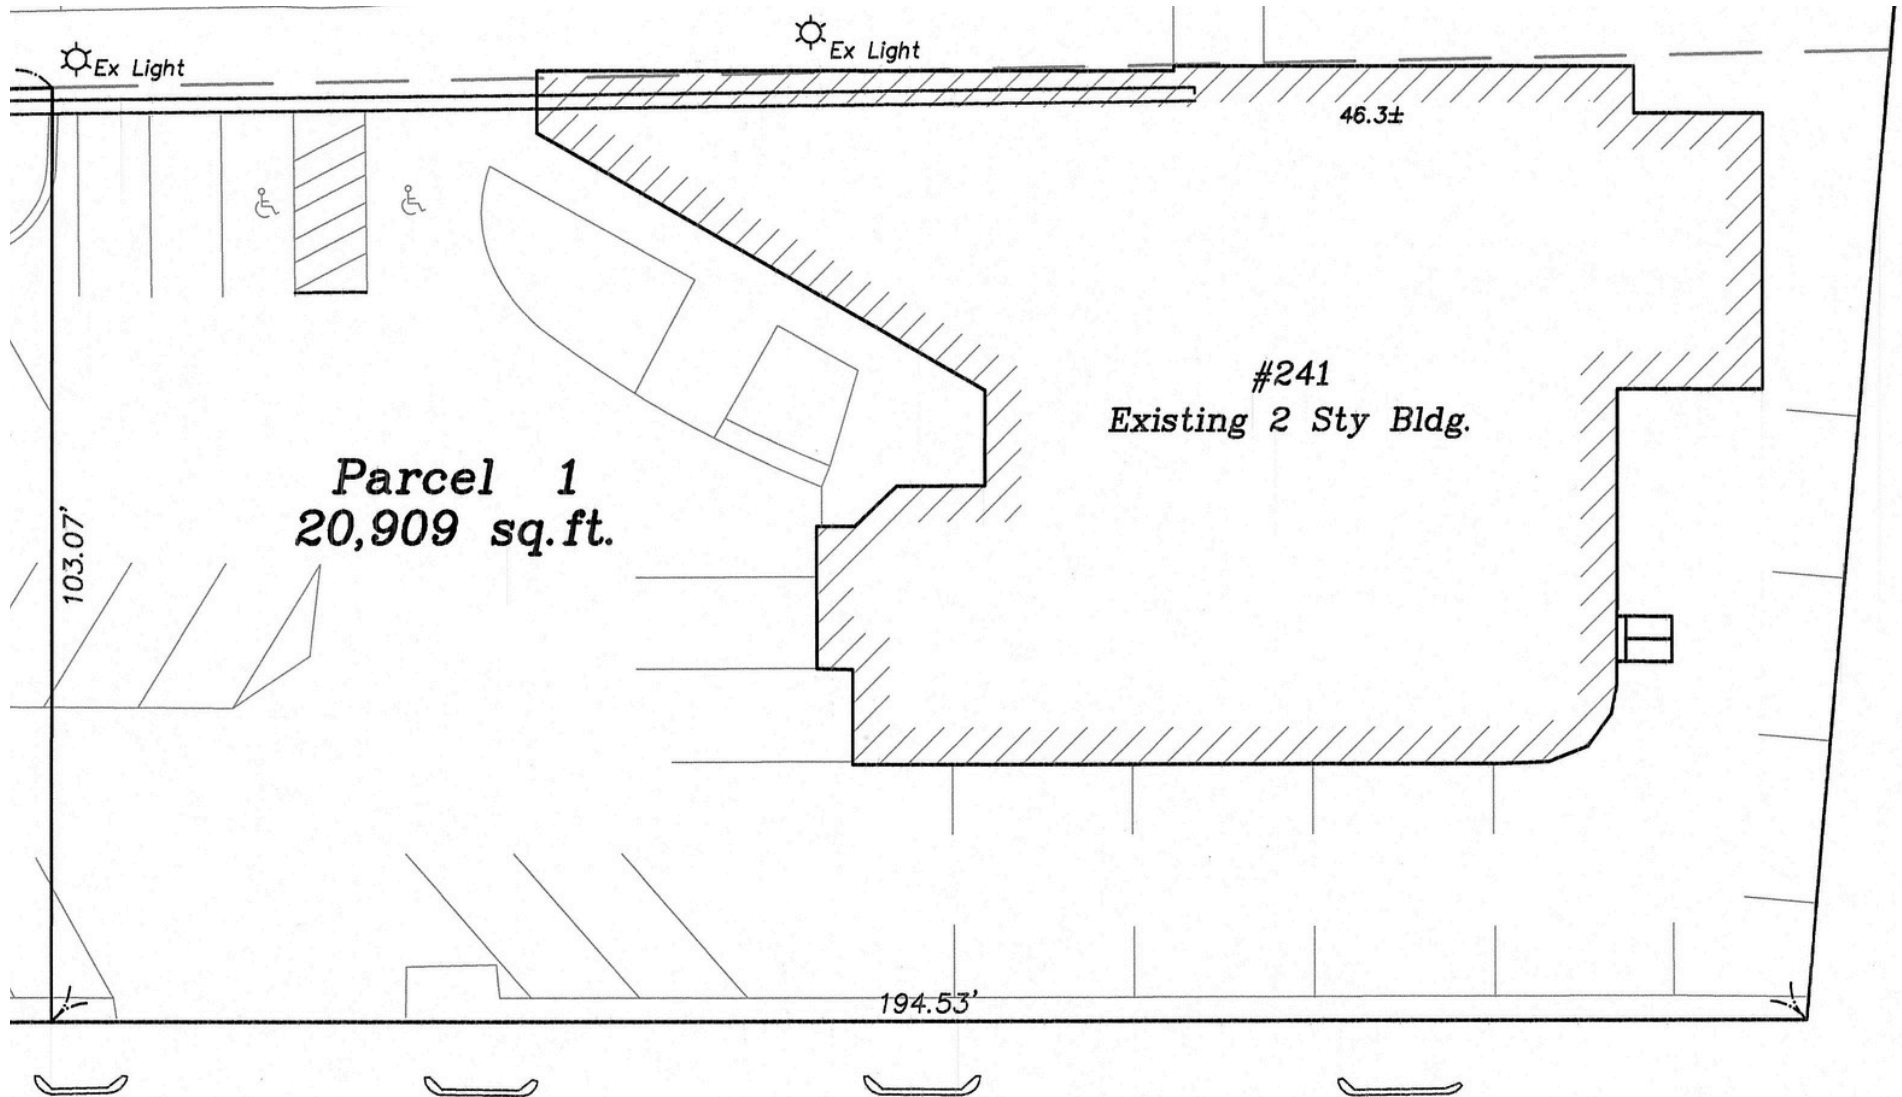 Ex Light
Ex Light
46.3±
#241
Existing 2 Sty Bldg.
Parcel 1
20,909 sq.ft.
103.07'
194.53'